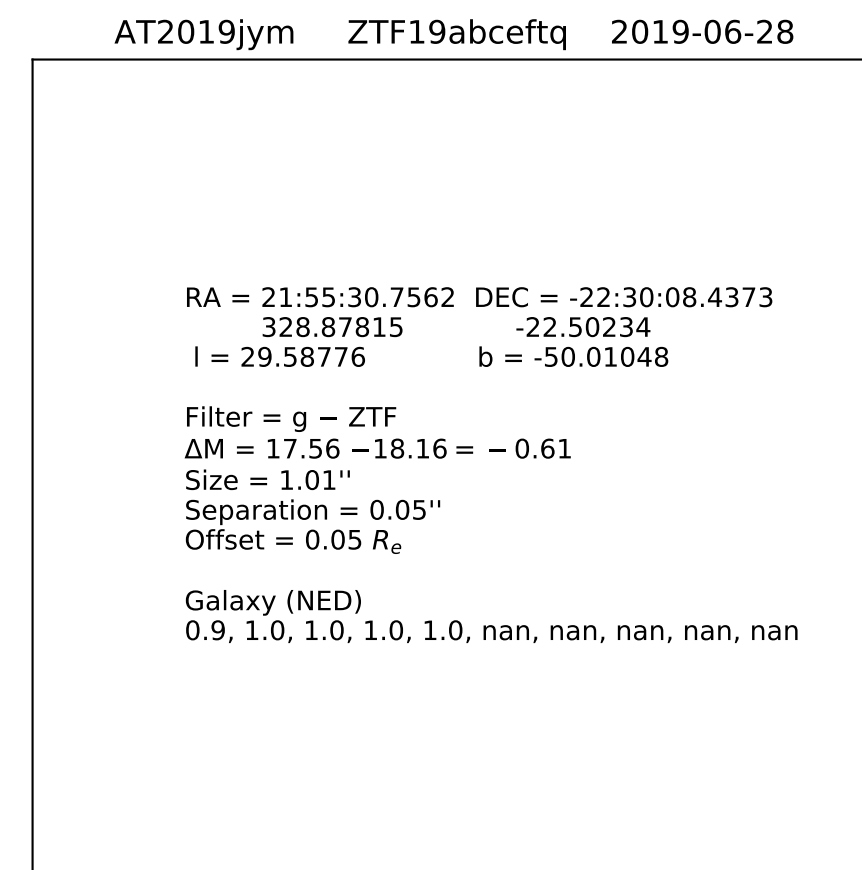 AT2019jym ZTF19abceftq 2019-06-28
RA = 21:55:30.7562 DEC = -22:30:08.4373
328.87815 -22.50234
l = 29.58776 b = -50.01048
Filter = g − ZTF
ΔM = 17.56 −18.16 = − 0.61
Size = 1.01''
Separation = 0.05''
Offset = 0.05 Re
Galaxy (NED)
0.9, 1.0, 1.0, 1.0, 1.0, nan, nan, nan, nan, nan